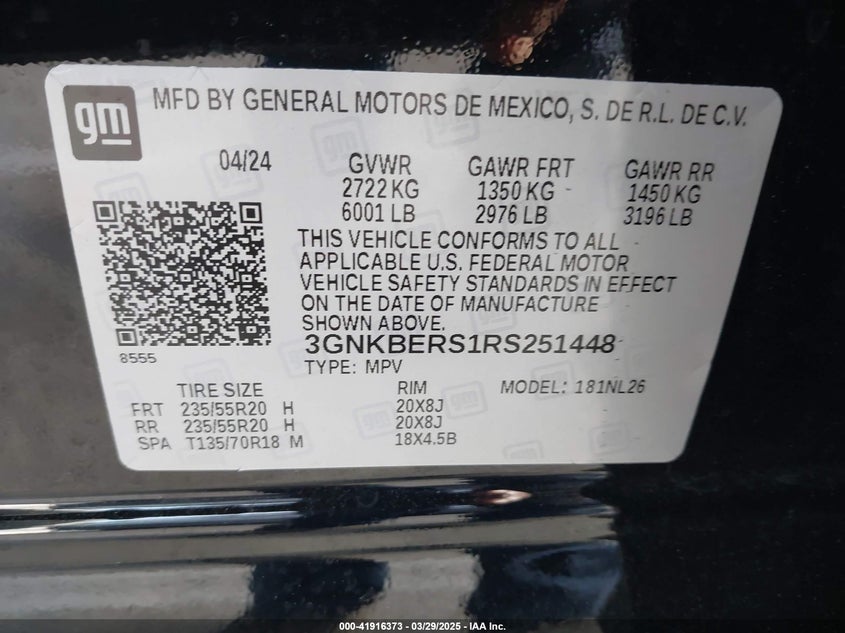 gm
MFD BY GENERAL MOTORS DE MEXICO, S. DE R.L. DE C.V.
04/24 GVWR GAWR FRT GAWR RR
2722 KG 1350 KG 1450 KG
6001 LB 2976 LB 3196 LB
THIS VEHICLE CONFORMS TO ALL
APPLICABLE U.S. FEDERAL MOTOR
VEHICLE SAFETY STANDARDS IN EFFECT
ON THE DATE OF MANUFACTURE
SHOWN ABOVE.
3GNKBERS1RS251448
8555
TYPE: MPV
TIRE SIZE RIM MODEL: 181NL26
FRT 235/55R20 H 20X8J
RR 235/55R20 H 20X8J
SPA T135/70R18 M 18X4.5B
000-41916373 - 03/29/2025 - IAA Inc.